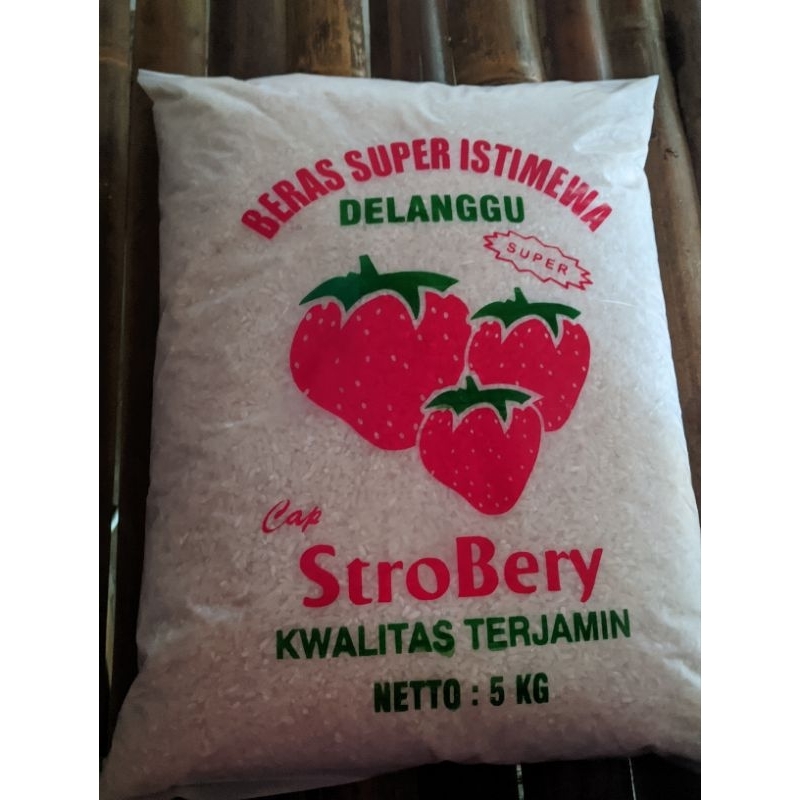 BERAS SUPER ISTIMEWA
DELANGGU
SUPER
Cap
StroBery
KWALITAS TERJAMIN
NETTO : 5 KG